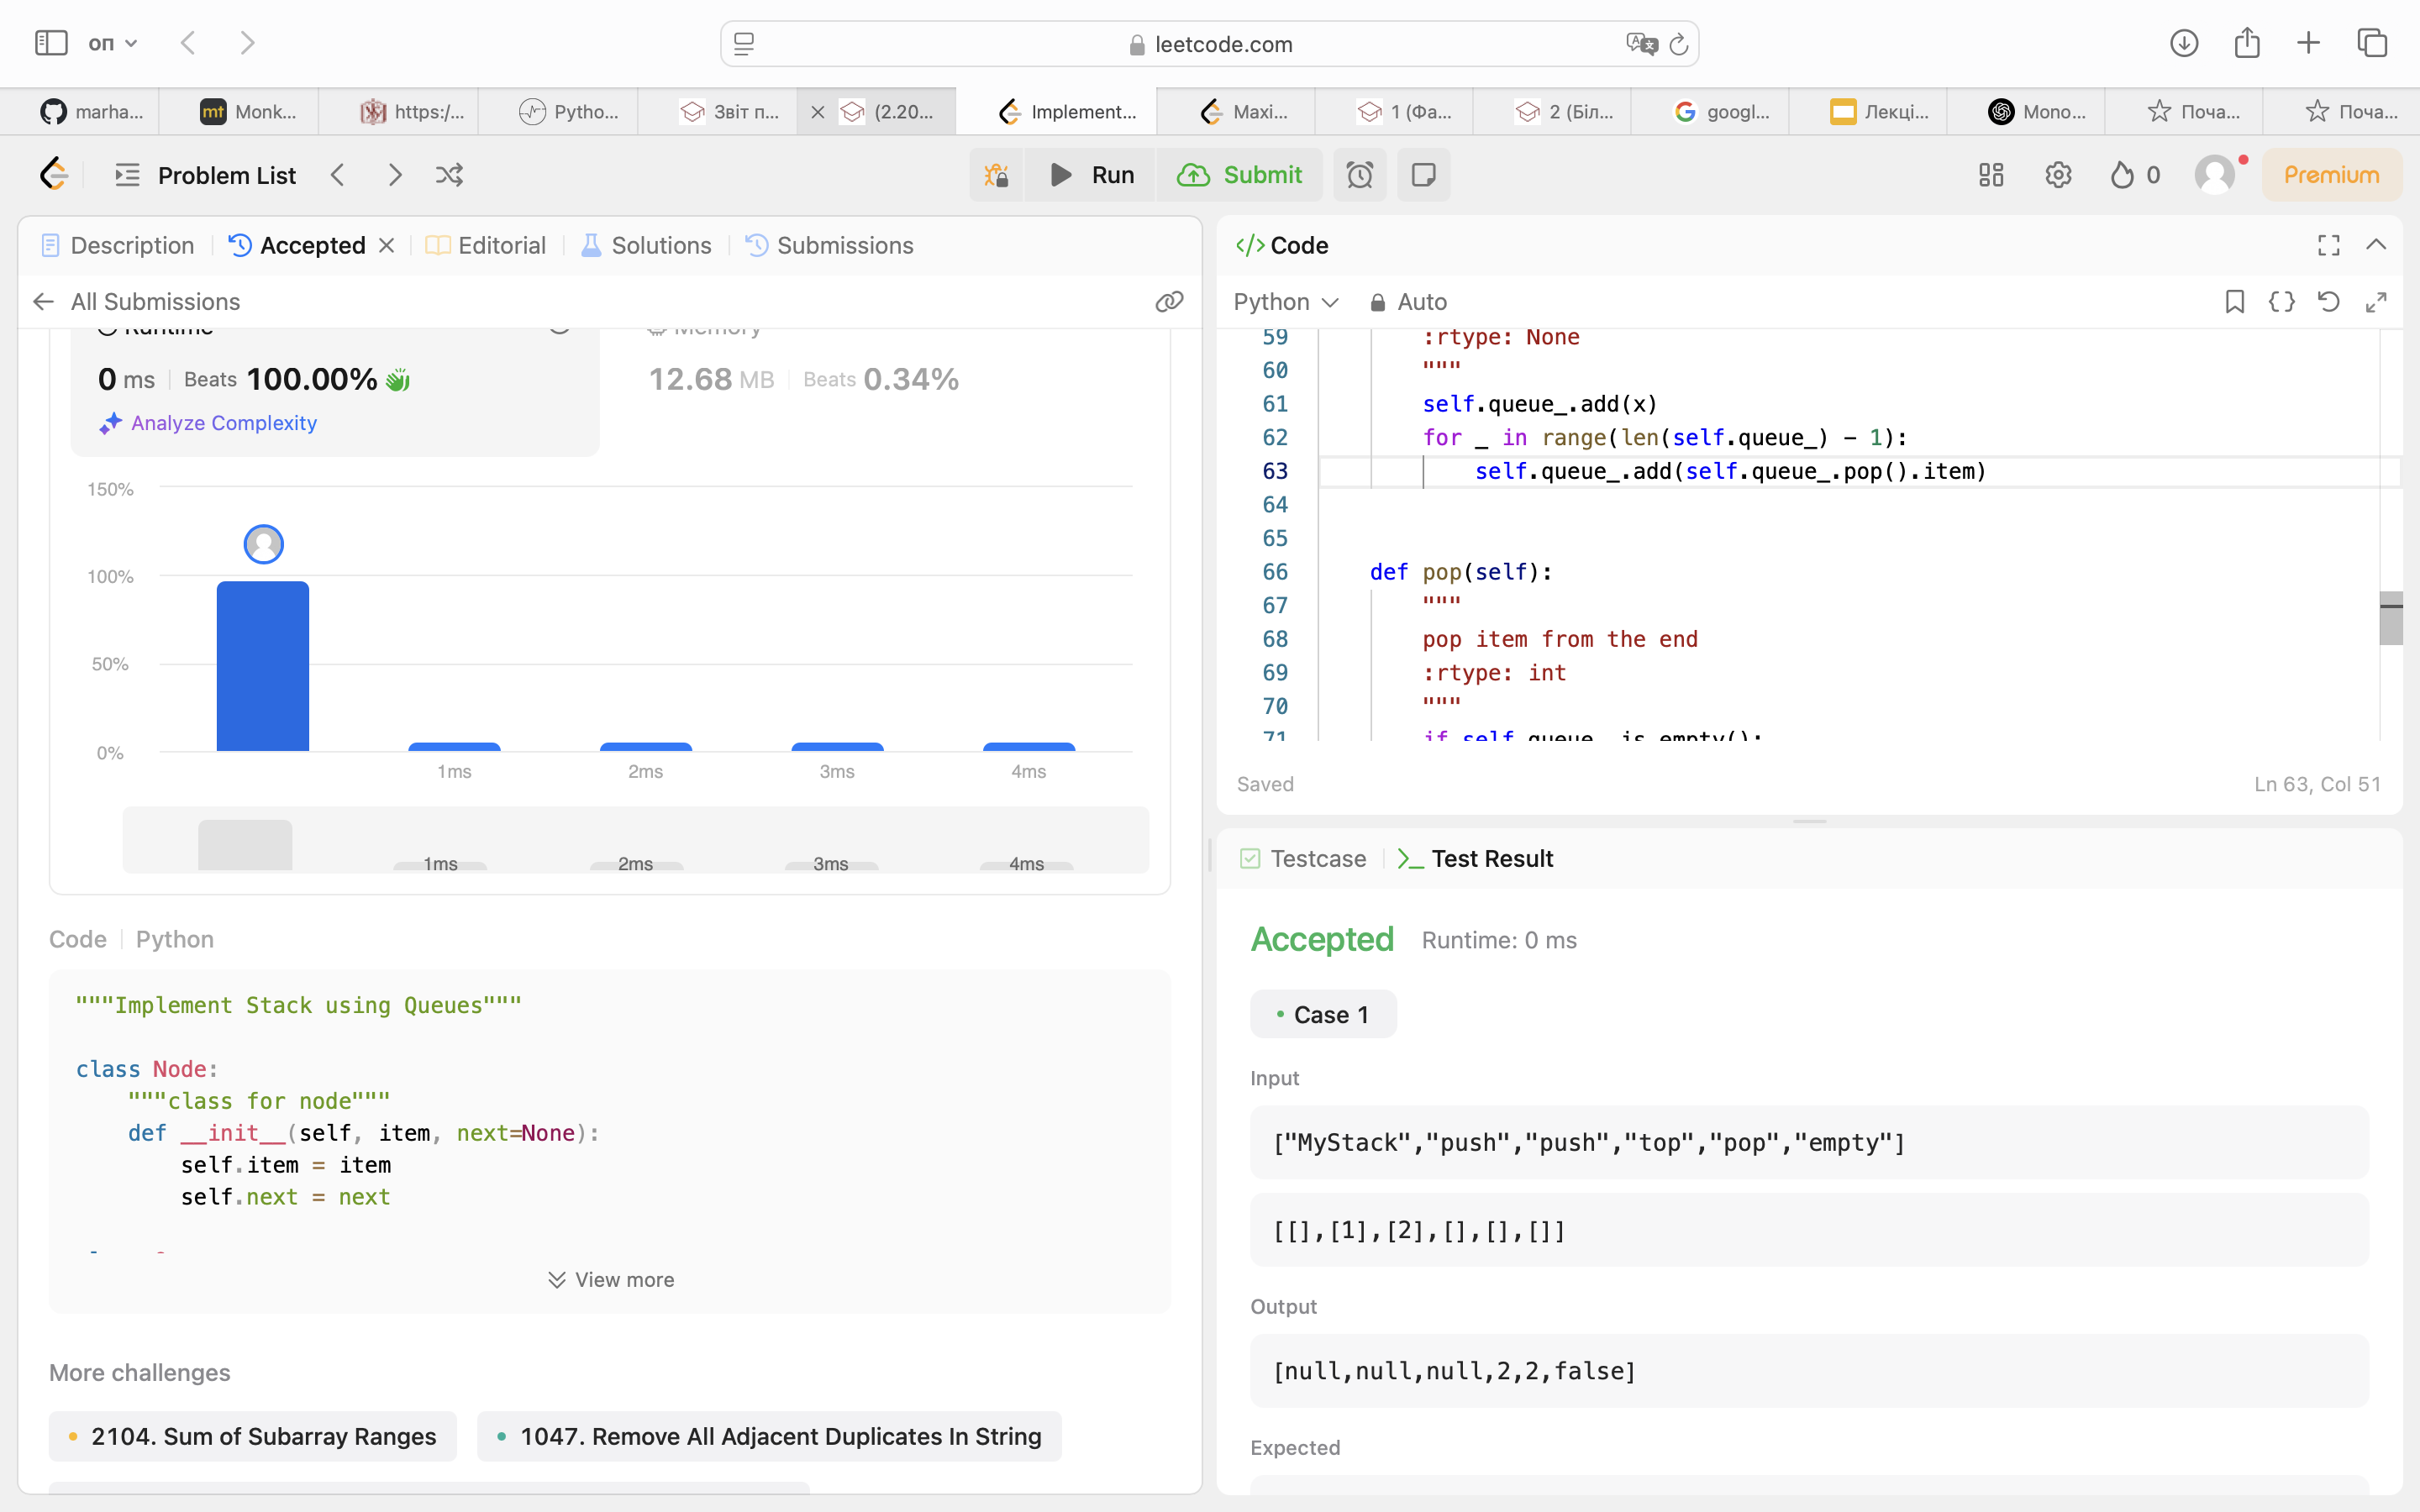 оп
leetcode.com
marha...
Monk...
https:/...
Pytho...
Звіт п...
(2.20...
Implement...
Maxi...
1 (Фа...
2 (Біл...
googl...
Лекці...
Mono...
Поча...
Поча...
Problem List
Run
Submit
0
Premium
Description
Accepted
Editorial
Solutions
Submissions
All Submissions
Runtime
Memory
0 ms Beats 100.00%
12.68 MB Beats 0.34%
Analyze Complexity
150%
100%
50%
0%
1ms 2ms 3ms 4ms
1ms 2ms 3ms 4ms
Code Python
"""Implement Stack using Queues"""
class Node:
"""class for node"""
def __init__(self, item, next=None):
self.item = item
self.next = next
View more
More challenges
2104. Sum of Subarray Ranges
1047. Remove All Adjacent Duplicates In String
</> Code
Python Auto
59 :rtype: None
60 """
61 self.queue_.add(x)
62 for _ in range(len(self.queue_) - 1):
63 self.queue_.add(self.queue_.pop().item)
64
65
66 def pop(self):
67 """
68 pop item from the end
69 :rtype: int
70 """
71 if self.queue_.is_empty():
Saved
Ln 63, Col 51
Testcase
Test Result
Accepted Runtime: 0 ms
Case 1
Input
["MyStack","push","push","top","pop","empty"]
[[],[1],[2],[],[],[]]
Output
[null,null,null,2,2,false]
Expected